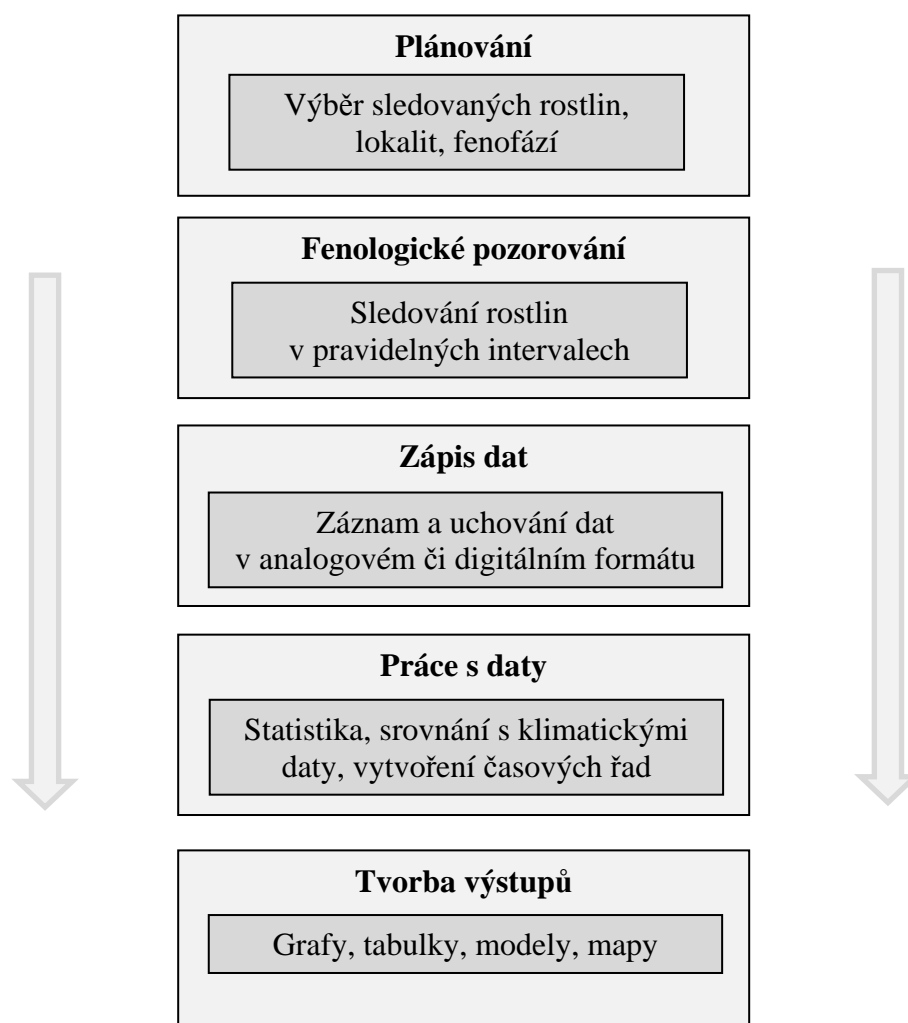 Plánování
Výběr sledovaných rostlin,
lokalit, fenofází
Fenologické pozorování
Sledování rostlin
v pravidelných intervalech
Zápis dat
Záznam a uchování dat
v analogovém či digitálním formátu
Práce s daty
Statistika, srovnání s klimatickými
daty, vytvoření časových řad
Tvorba výstupů
Grafy, tabulky, modely, mapy